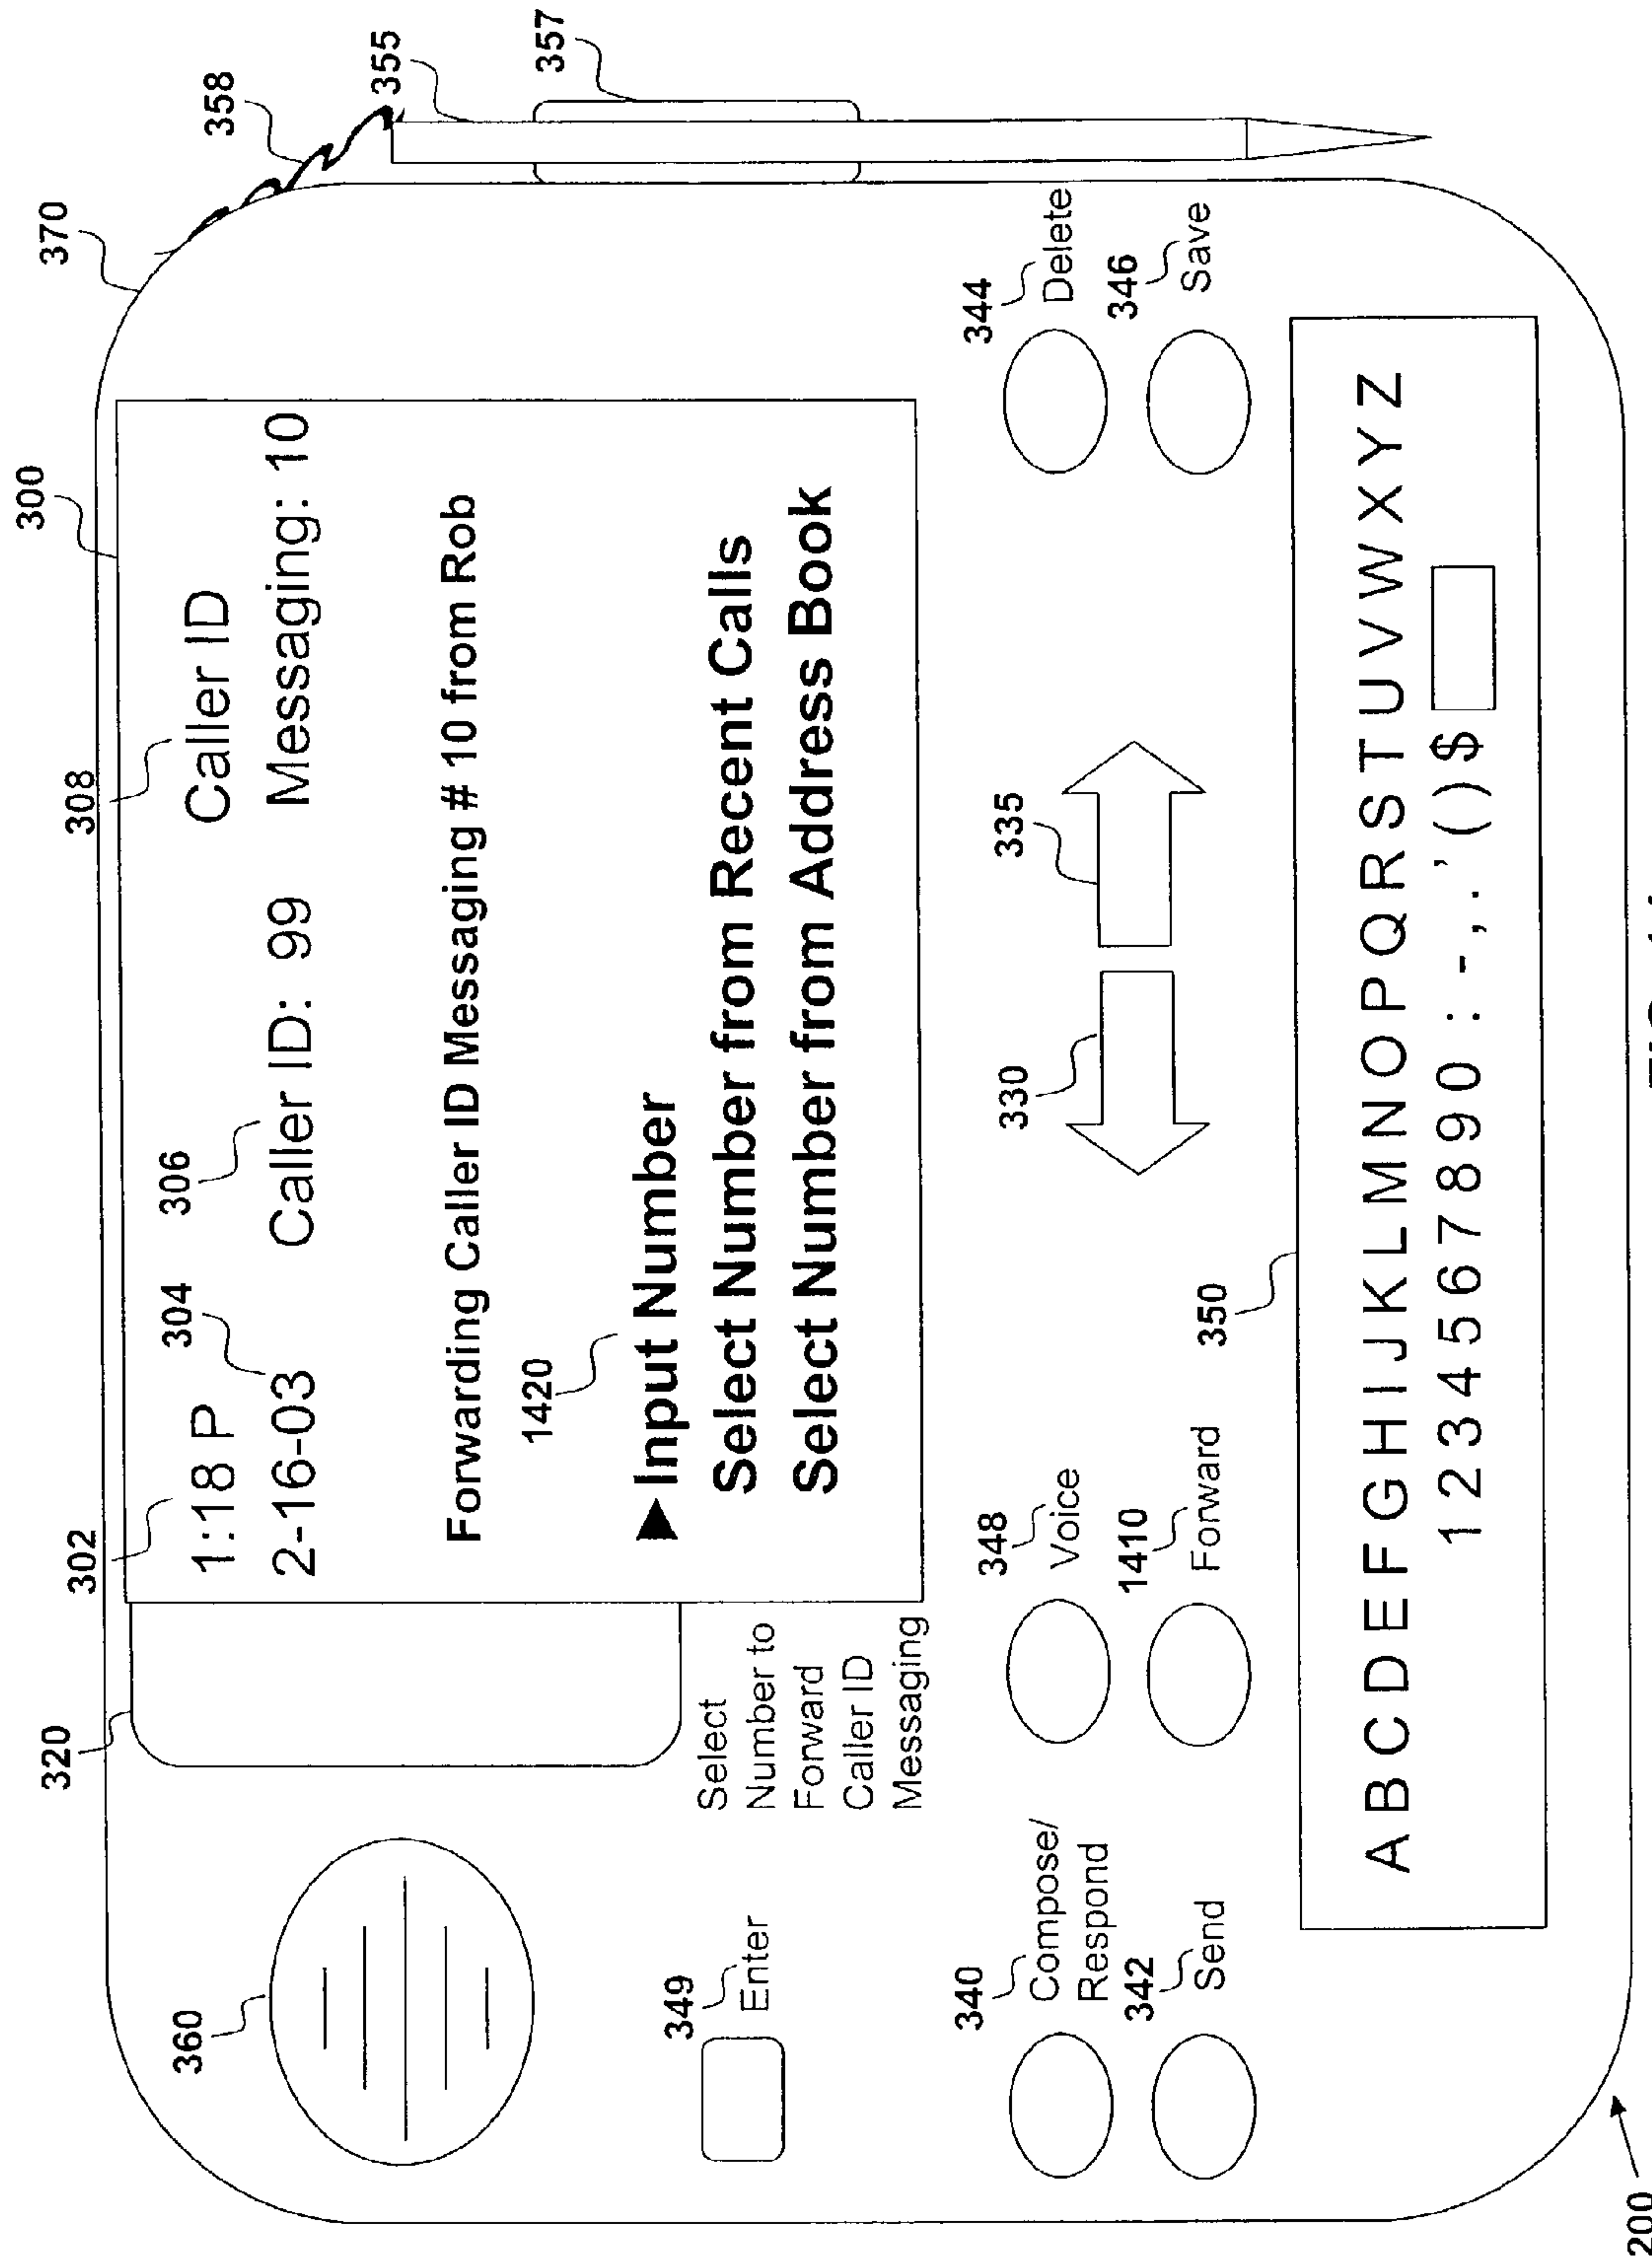 370
358
300
308
302
320
355
304
306
360
357
1:18 P
Caller ID
2-16-03 Caller ID: 99 Messaging: 10
Forwarding Caller ID Messaging # 10 from Rob
1420
▶Input Number
Select Number from Recent Calls
Select Number from Address Book
Select
Number to
Forward
Caller ID
Messaging
349
Enter
340
Compose/
Respond
348
Voice
330
335
344
Delete
342
Send
1410
Forward
346
Save
350
A B C D E F G H I J K L M N O P Q R S T U V W X Y Z
1 2 3 4 5 6 7 8 9 0 : - , . ' ( ) $
200